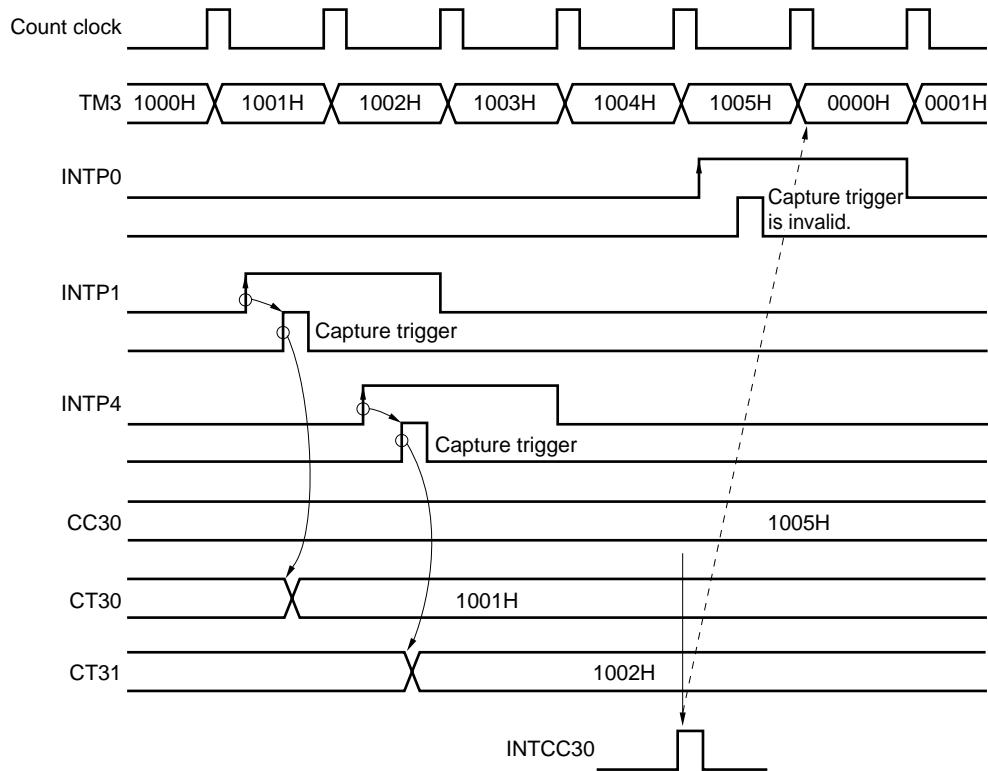 Count clock
TM3 1000H 1001H 1002H 1003H 1004H 1005H 0000H 0001H
INTP0
Capture trigger
is invalid.
INTP1
Capture trigger
INTP4
Capture trigger
CC30 1005H
CT30 1001H
CT31 1002H
INTCC30